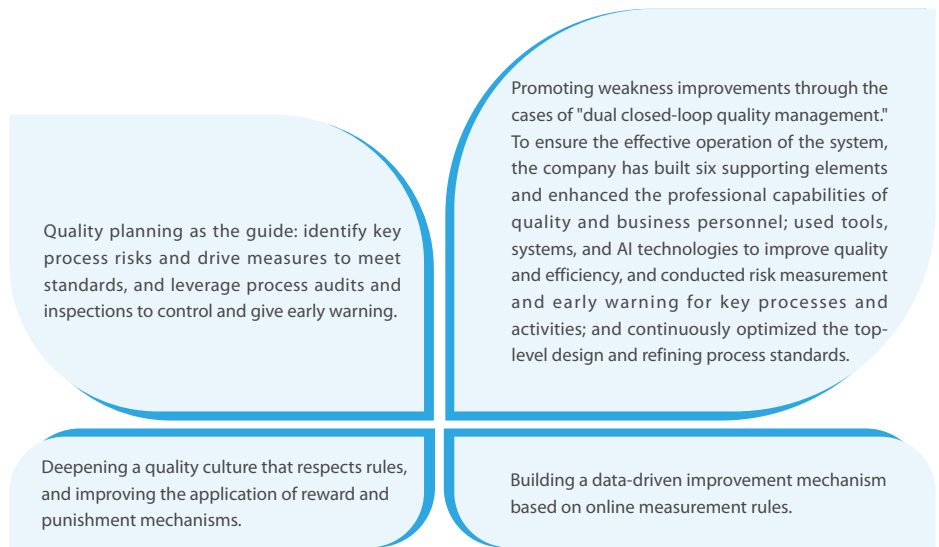 Quality planning as the guide: identify key
process risks and drive measures to meet
standards, and leverage process audits and
inspections to control and give early warning.
Promoting weakness improvements through the
cases of "dual closed-loop quality management."
To ensure the effective operation of the system,
the company has built six supporting elements
and enhanced the professional capabilities of
quality and business personnel; used tools,
systems, and AI technologies to improve quality
and efficiency, and conducted risk measurement
and early warning for key processes and
activities; and continuously optimized the top-
level design and refining process standards.
Deepening a quality culture that respects rules,
and improving the application of reward and
punishment mechanisms.
Building a data-driven improvement mechanism
based on online measurement rules.